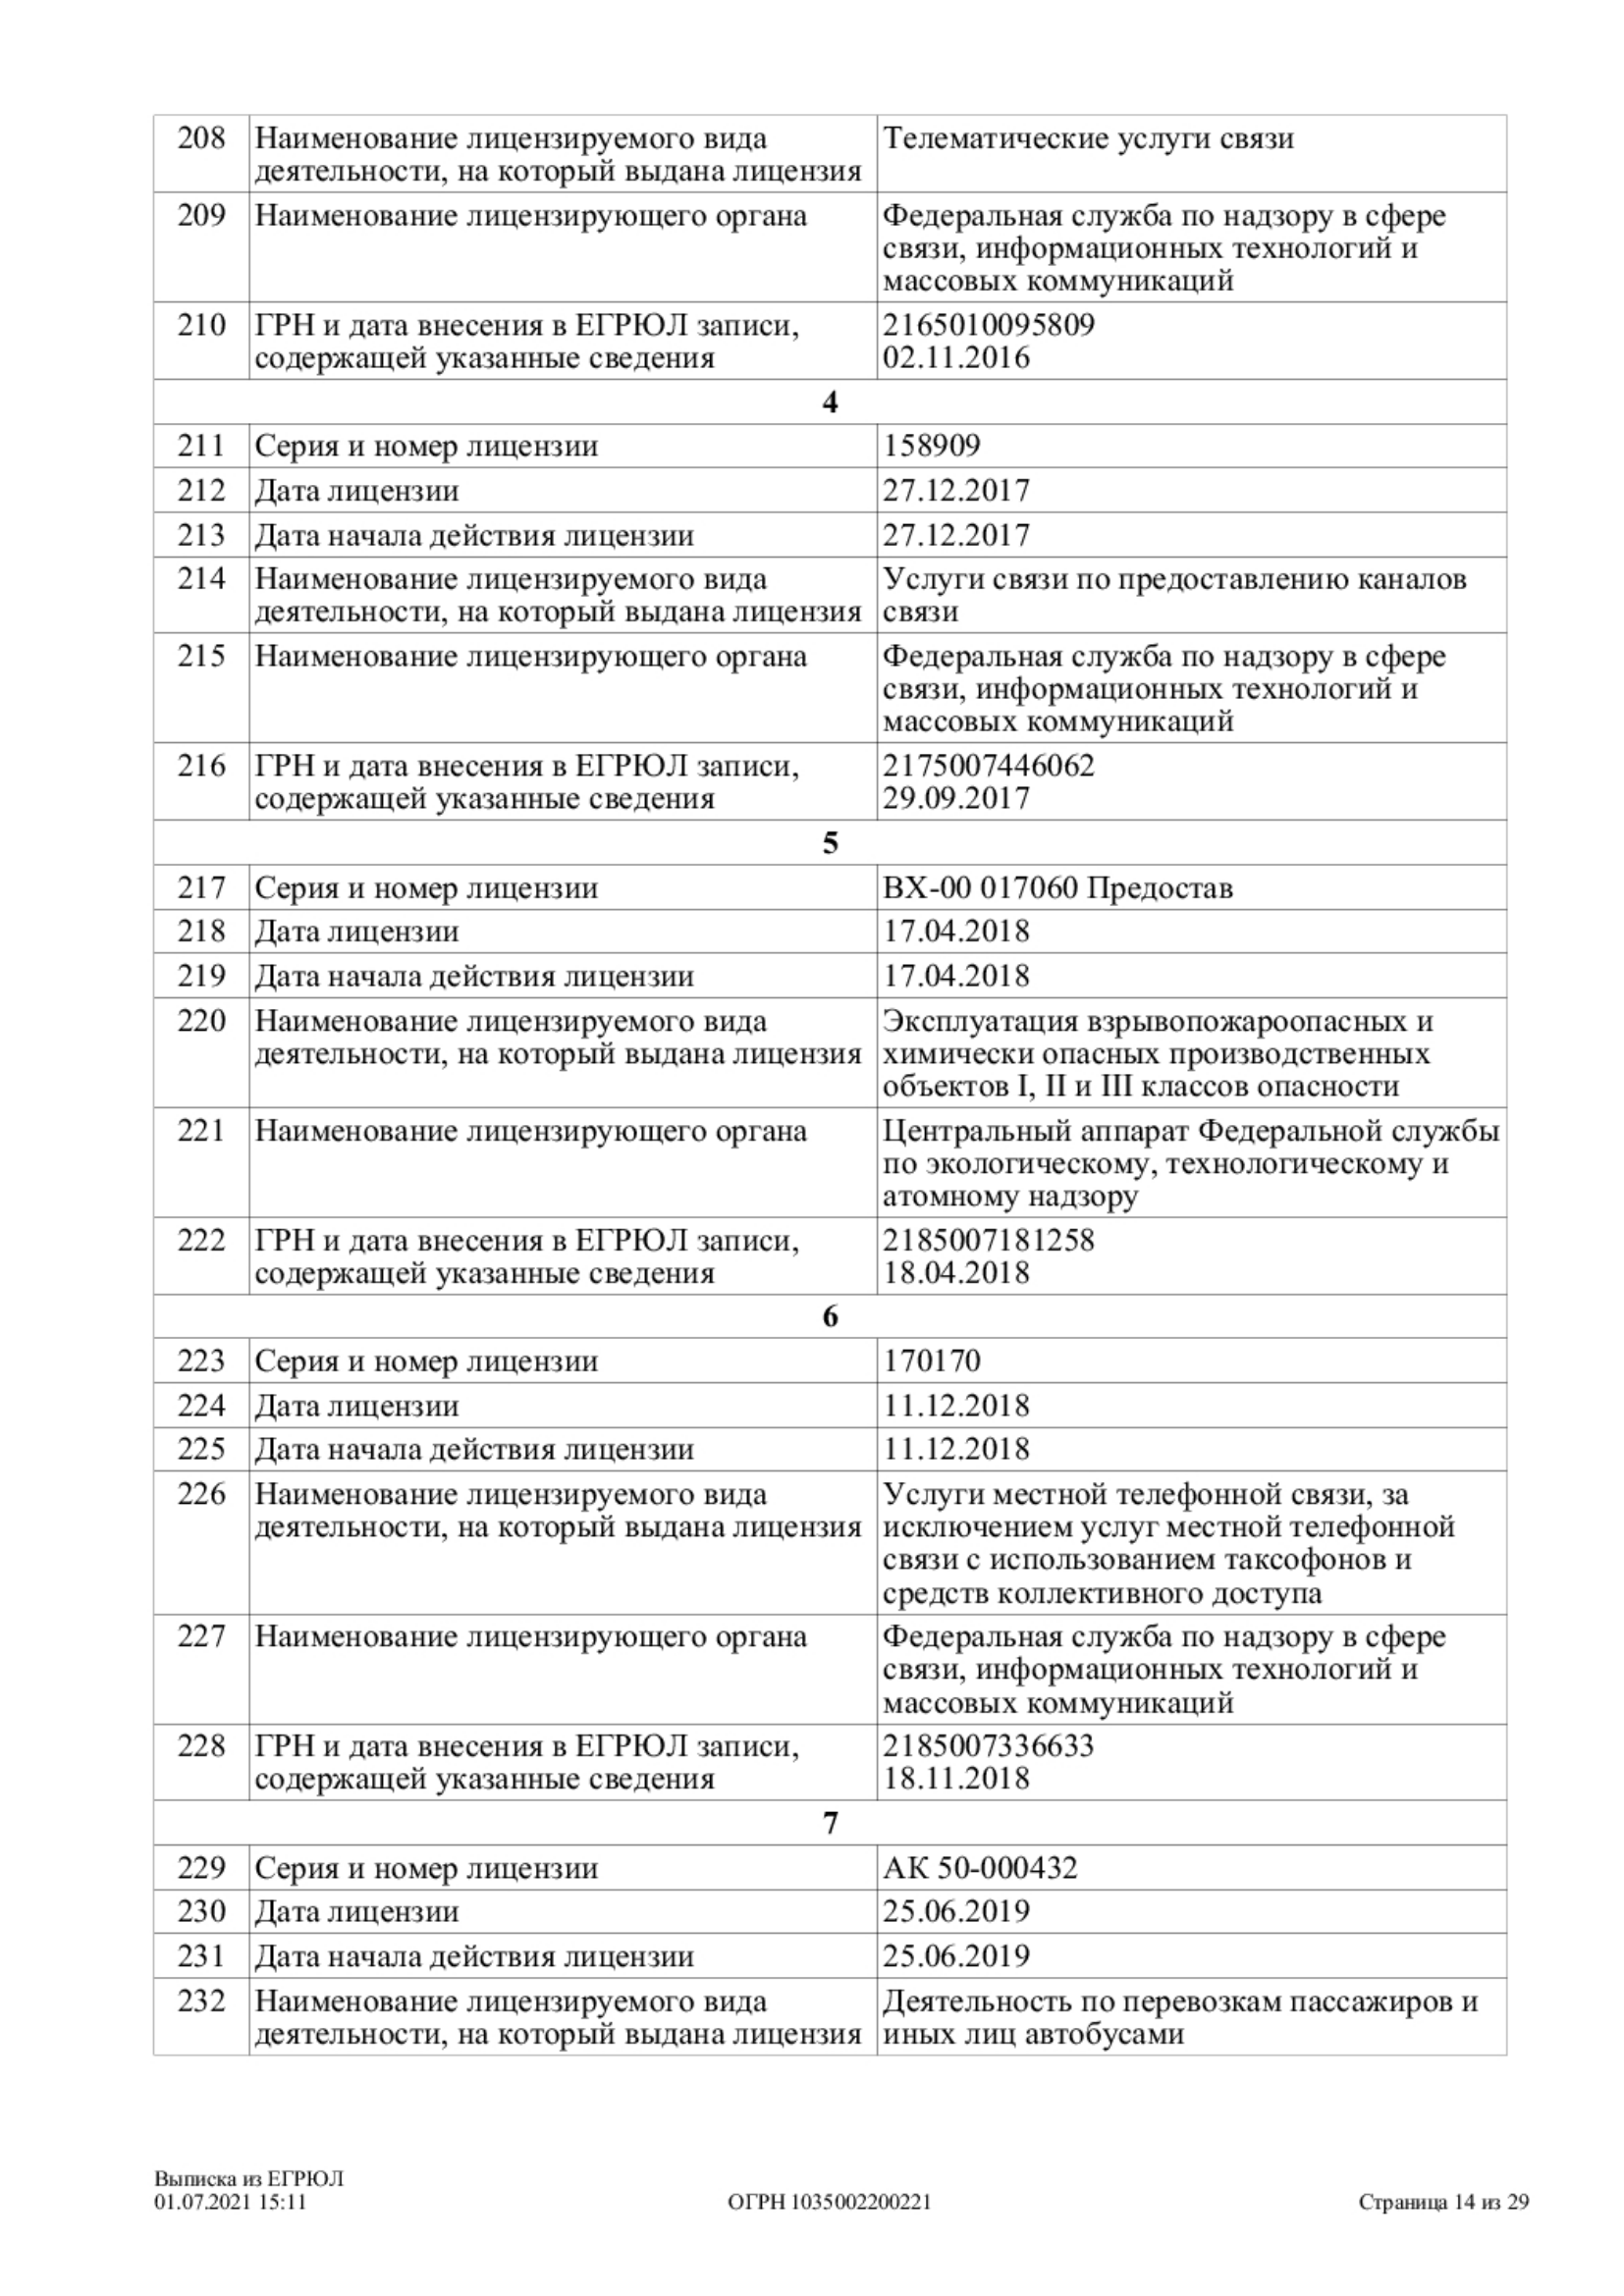 208 Наименование лицензируемого вида Телематические услуги связи
деятельности, на который выдана лицензия
209 Наименование лицензирующего органа Федеральная служба по надзору в сфере
связи, информационных технологий и
массовых коммуникаций
210 ГРН и дата внесения в ЕГРЮЛ записи, 2165010095809
содержащей указанные сведения 02.11.2016
4
211 Серия и номер лицензии 158909
212 Дата лицензии 27.12.2017
213 Дата начала действия лицензии 27.12.2017
214 Наименование лицензируемого вида Услуги связи по предоставлению каналов
деятельности, на который выдана лицензия связи
215 Наименование лицензирующего органа Федеральная служба по надзору в сфере
связи, информационных технологий и
массовых коммуникаций
216 ГРН и дата внесения в ЕГРЮЛ записи, 2175007446062
содержащей указанные сведения 29.09.2017
5
217 Серия и номер лицензии ВХ-00 017060 Предостав
218 Дата лицензии 17.04.2018
219 Дата начала действия лицензии 17.04.2018
220 Наименование лицензируемого вида Эксплуатация взрывопожароопасных и
деятельности, на который выдана лицензия химически опасных производственных
объектов I, II и III классов опасности
221 Наименование лицензирующего органа Центральный аппарат Федеральной службы
по экологическому, технологическому и
атомному надзору
222 ГРН и дата внесения в ЕГРЮЛ записи, 2185007181258
содержащей указанные сведения 18.04.2018
6
223 Серия и номер лицензии 170170
224 Дата лицензии 11.12.2018
225 Дата начала действия лицензии 11.12.2018
226 Наименование лицензируемого вида Услуги местной телефонной связи, за
деятельности, на который выдана лицензия исключением услуг местной телефонной
связи с использованием таксофонов и
средств коллективного доступа
227 Наименование лицензирующего органа Федеральная служба по надзору в сфере
связи, информационных технологий и
массовых коммуникаций
228 ГРН и дата внесения в ЕГРЮЛ записи, 2185007336633
содержащей указанные сведения 18.11.2018
7
229 Серия и номер лицензии АК 50-000432
230 Дата лицензии 25.06.2019
231 Дата начала действия лицензии 25.06.2019
232 Наименование лицензируемого вида Деятельность по перевозкам пассажиров и
деятельности, на который выдана лицензия иных лиц автобусами
Выписка из ЕГРЮЛ
01.07.2021 15:11 ОГРН 1035002200221 Страница 14 из 29